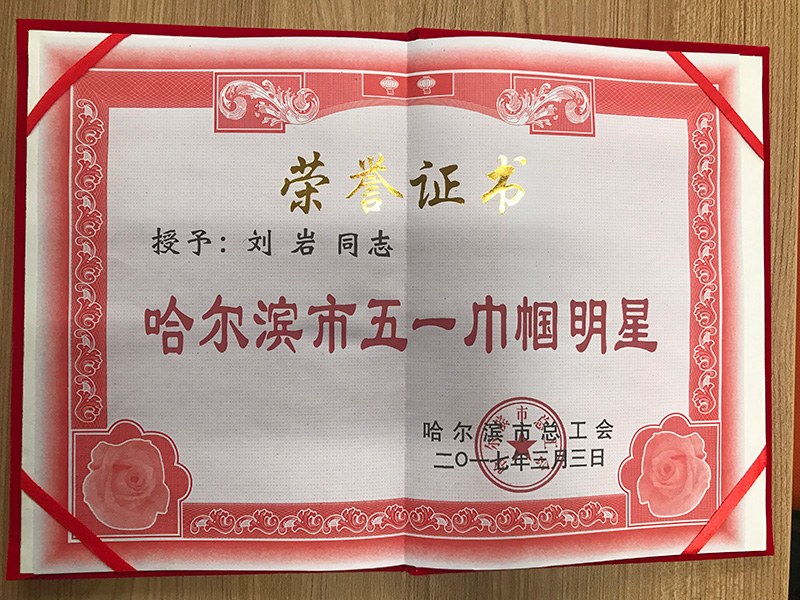 荣誉证书
授予：刘岩同志
哈尔滨市五一巾帼明星
哈尔滨市总工会
二〇一七年三月三日